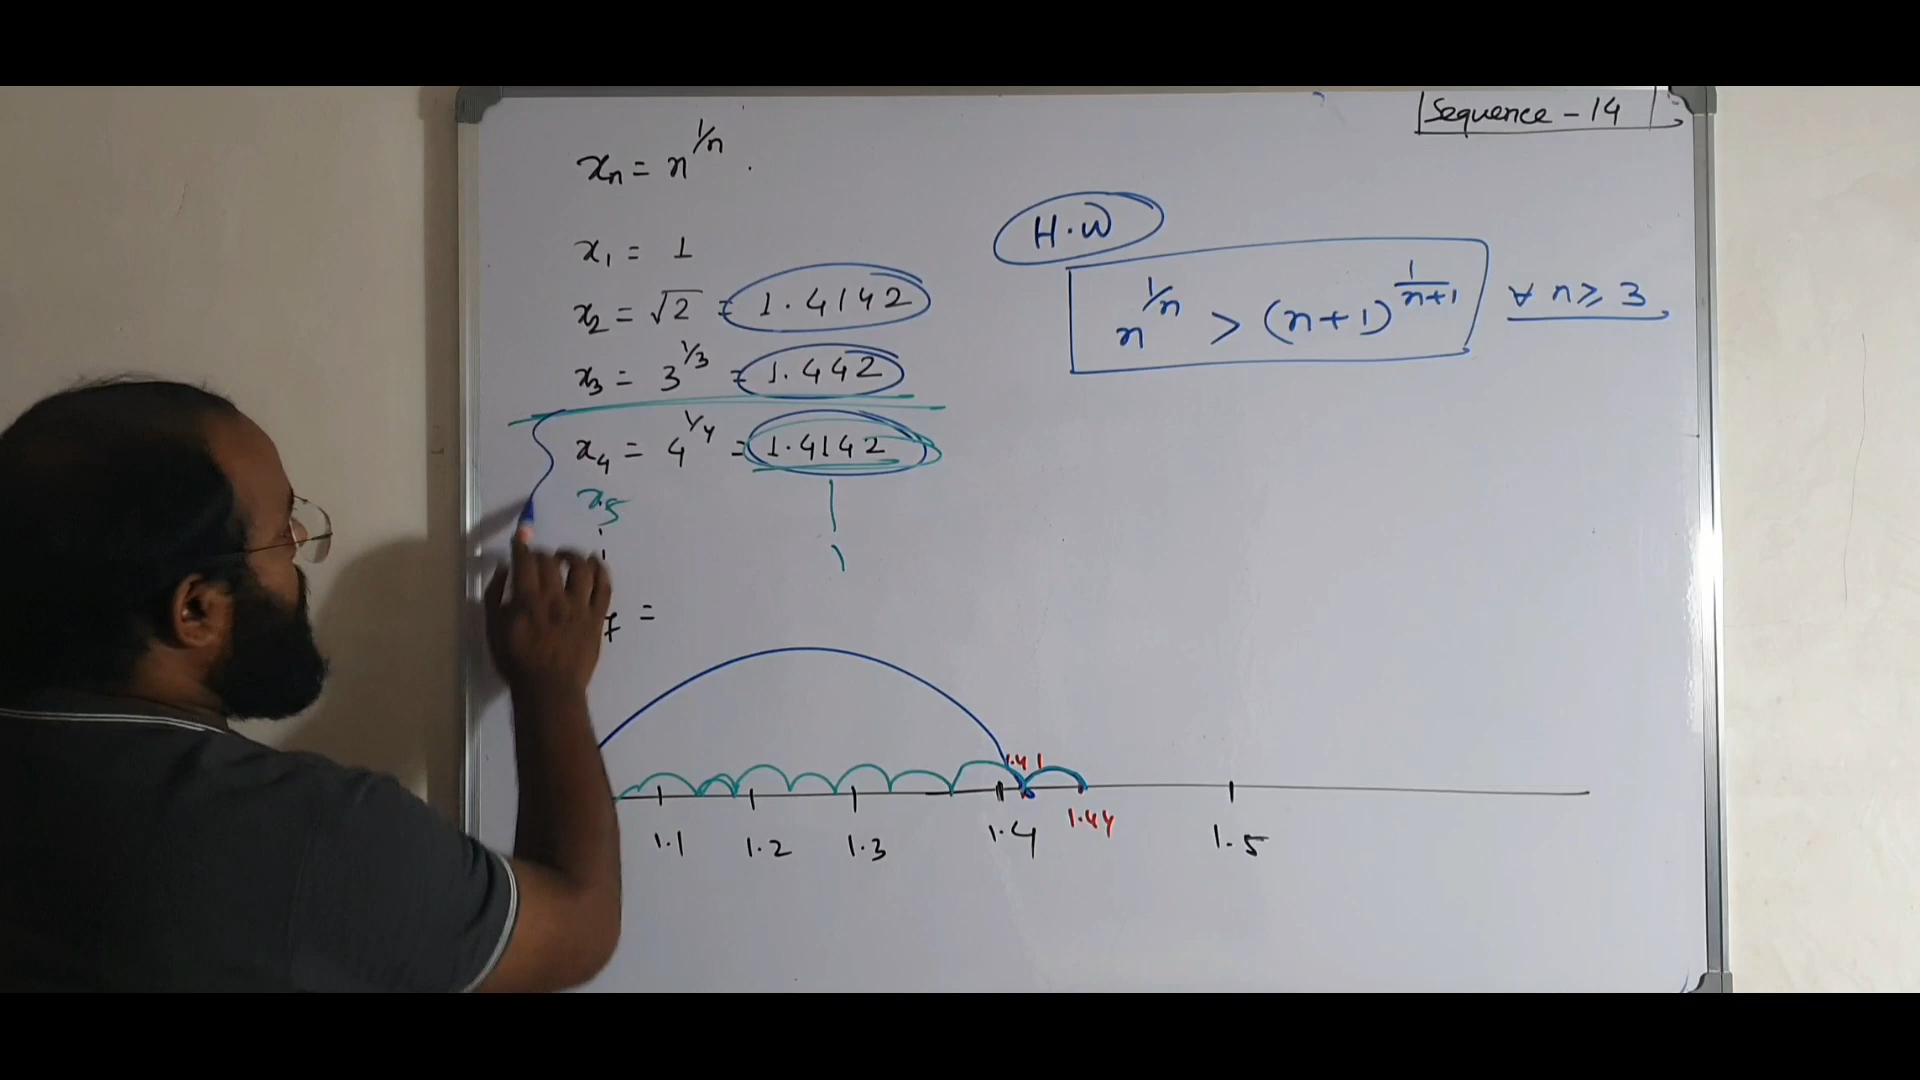 Sequence - 14
xₙ = n^{1/n} .
x₁ = 1
x₂ = √2 = 1.4142
x₃ = 3^{1/3} = 1.442
x₄ = 4^{1/4} = 1.4142
x₅
7 =
H.W
n^{1/n} > (n+1)^{1/(n+1)} ∀ n ≥ 3
1.41
1.44
1.1 1.2 1.3 1.4 1.5